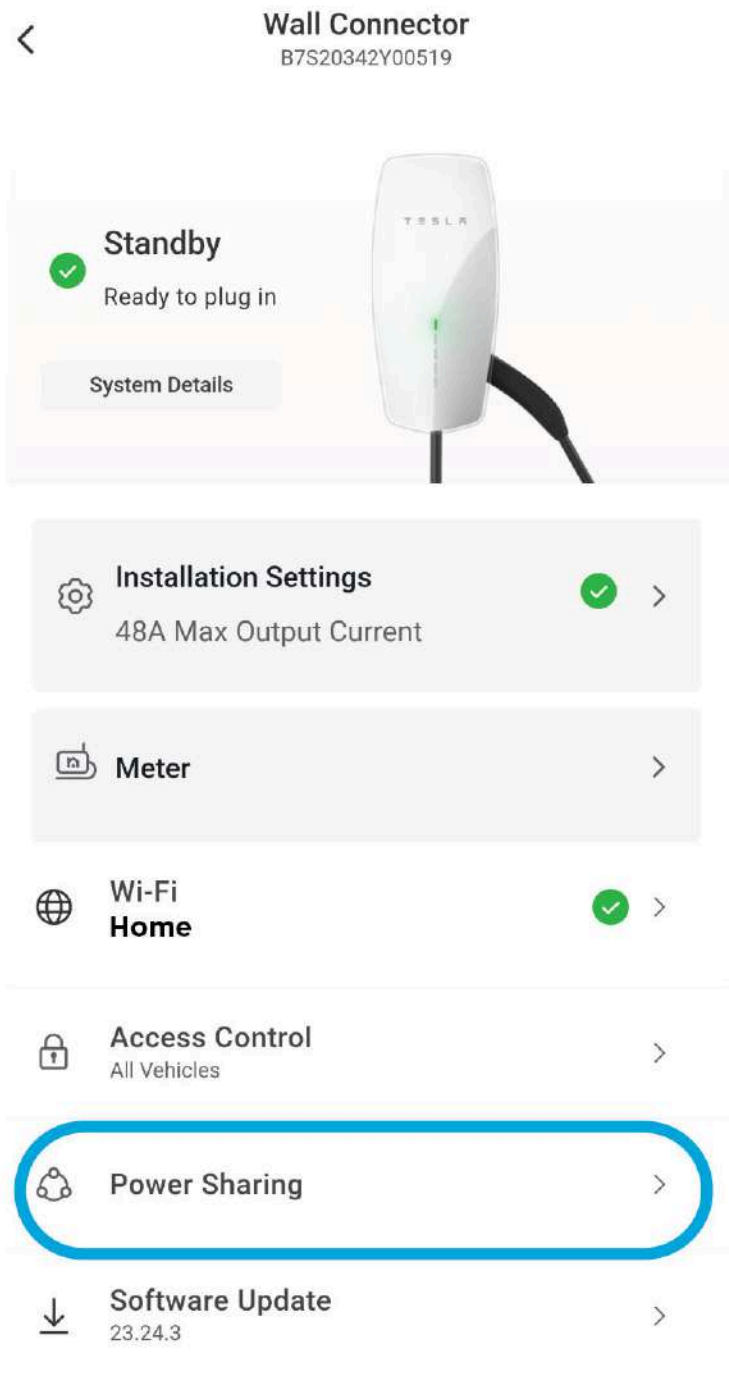 Wall Connector
B7S20342Y00519
TESLA
Standby
Ready to plug in
System Details
Installation Settings
48A Max Output Current
Meter
Wi-Fi
Home
Access Control
All Vehicles
Power Sharing
Software Update
23.24.3